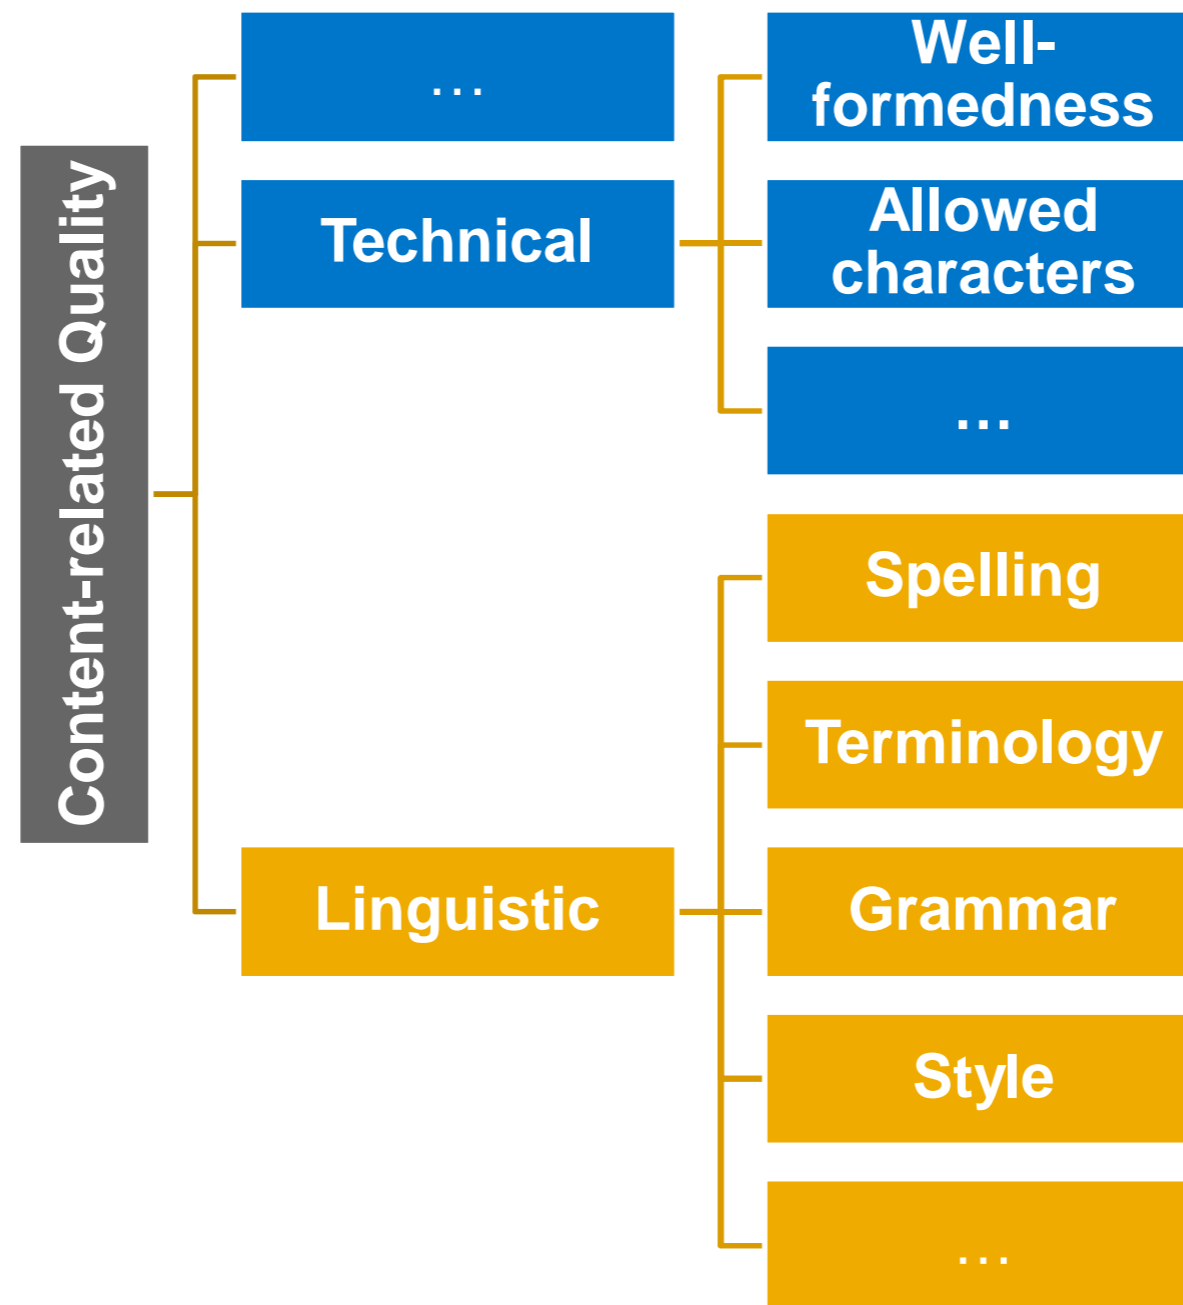 Content-related Quality
…
Technical
Well-
formedness
Allowed
characters
…
Linguistic
Spelling
Terminology
Grammar
Style
…